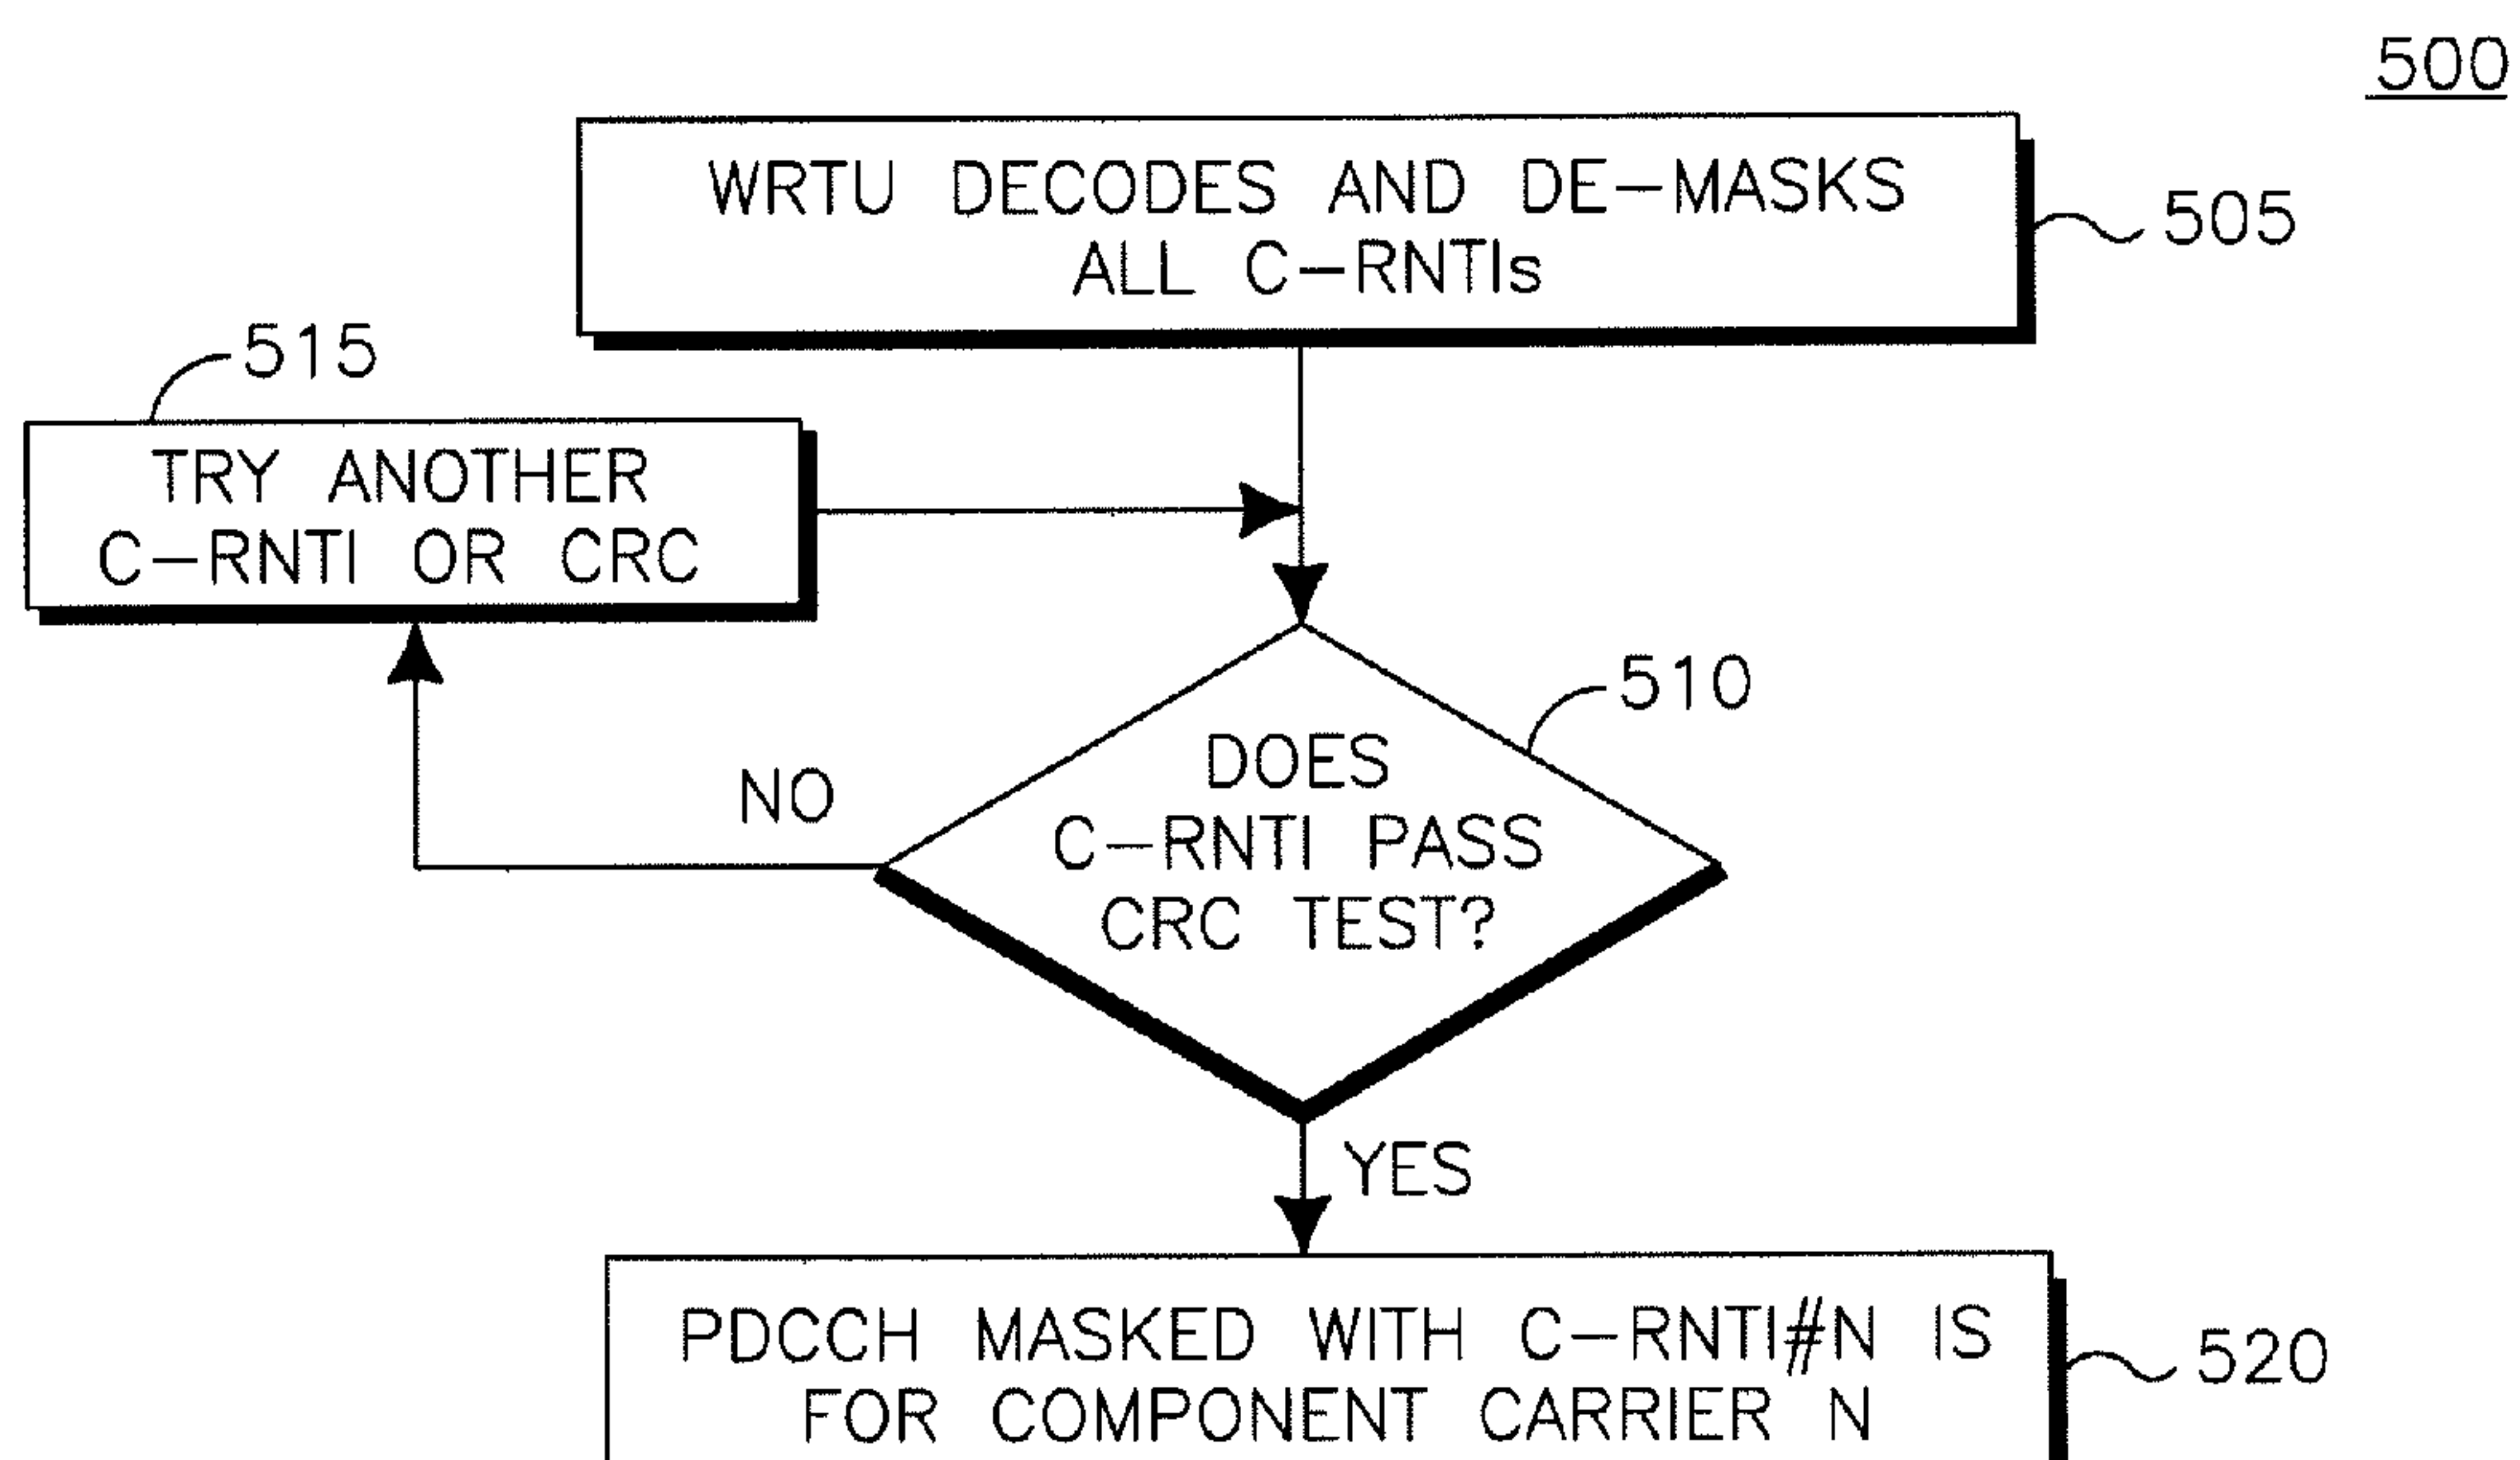 500
WRTU DECODES AND DE-MASKS
ALL C-RNTIs
505
515
TRY ANOTHER
C-RNTI OR CRC
510
DOES
C-RNTI PASS
CRC TEST?
NO
YES
PDCCH MASKED WITH C-RNTI#N IS
FOR COMPONENT CARRIER N
520